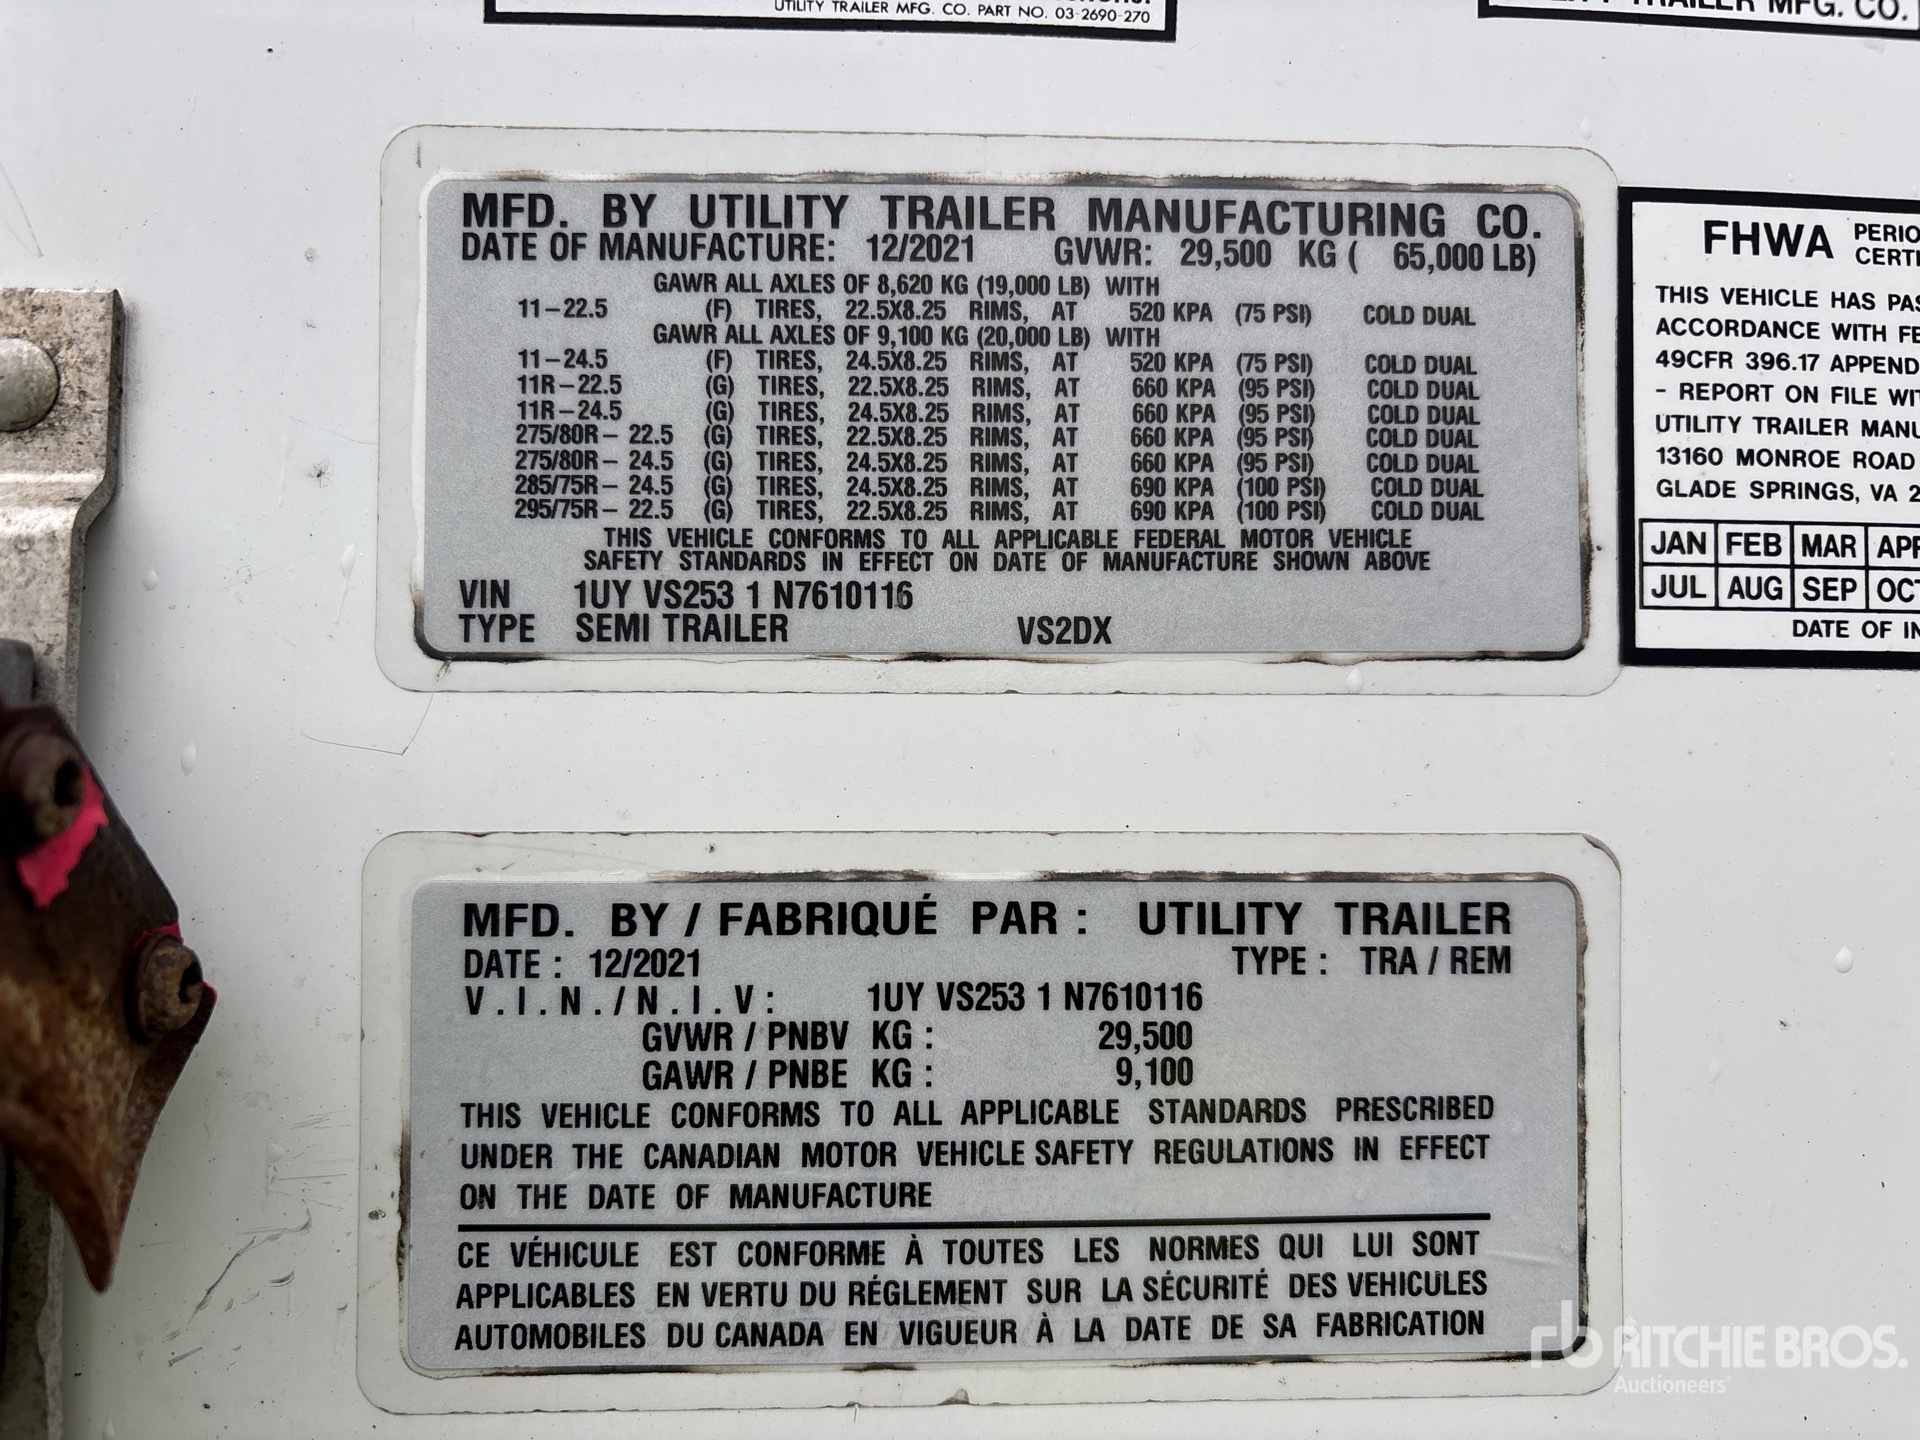 UTILITY TRAILER MFG. CO. PART NO. 03-2690-270
TRAILER MFG. CO.
MFD. BY UTILITY TRAILER MANUFACTURING CO.
DATE OF MANUFACTURE: 12/2021 GVWR: 29,500 KG ( 65,000 LB)
GAWR ALL AXLES OF 8,620 KG (19,000 LB) WITH
11-22.5 (F) TIRES, 22.5X8.25 RIMS, AT 520 KPA (75 PSI) COLD DUAL
GAWR ALL AXLES OF 9,100 KG (20,000 LB) WITH
11-24.5 (F) TIRES, 24.5X8.25 RIMS, AT 520 KPA (75 PSI) COLD DUAL
11R-22.5 (G) TIRES, 22.5X8.25 RIMS, AT 660 KPA (95 PSI) COLD DUAL
11R-24.5 (G) TIRES, 24.5X8.25 RIMS, AT 660 KPA (95 PSI) COLD DUAL
275/80R- 22.5 (G) TIRES, 22.5X8.25 RIMS, AT 660 KPA (95 PSI) COLD DUAL
275/80R- 24.5 (G) TIRES, 24.5X8.25 RIMS, AT 660 KPA (95 PSI) COLD DUAL
285/75R- 24.5 (G) TIRES, 24.5X8.25 RIMS, AT 690 KPA (100 PSI) COLD DUAL
295/75R- 22.5 (G) TIRES, 22.5X8.25 RIMS, AT 690 KPA (100 PSI) COLD DUAL
THIS VEHICLE CONFORMS TO ALL APPLICABLE FEDERAL MOTOR VEHICLE
SAFETY STANDARDS IN EFFECT ON DATE OF MANUFACTURE SHOWN ABOVE
VIN 1UY VS253 1 N7610116
TYPE SEMI TRAILER VS2DX
FHWA PERIO
CERTI
THIS VEHICLE HAS PAS
ACCORDANCE WITH FE
49CFR 396.17 APPEND
- REPORT ON FILE WIT
UTILITY TRAILER MANU
13160 MONROE ROAD
GLADE SPRINGS, VA 2
JAN FEB MAR APR
JUL AUG SEP OCT
DATE OF IN
MFD. BY / FABRIQUÉ PAR : UTILITY TRAILER
DATE : 12/2021 TYPE : TRA / REM
V.I.N./N.I.V: 1UY VS253 1 N7610116
GVWR / PNBV KG : 29,500
GAWR / PNBE KG : 9,100
THIS VEHICLE CONFORMS TO ALL APPLICABLE STANDARDS PRESCRIBED
UNDER THE CANADIAN MOTOR VEHICLE SAFETY REGULATIONS IN EFFECT
ON THE DATE OF MANUFACTURE
CE VÉHICULE EST CONFORME À TOUTES LES NORMES QUI LUI SONT
APPLICABLES EN VERTU DU RÉGLEMENT SUR LA SÉCURITÉ DES VEHICULES
AUTOMOBILES DU CANADA EN VIGUEUR À LA DATE DE SA FABRICATION
rb RITCHIE BROS.
Auctioneers